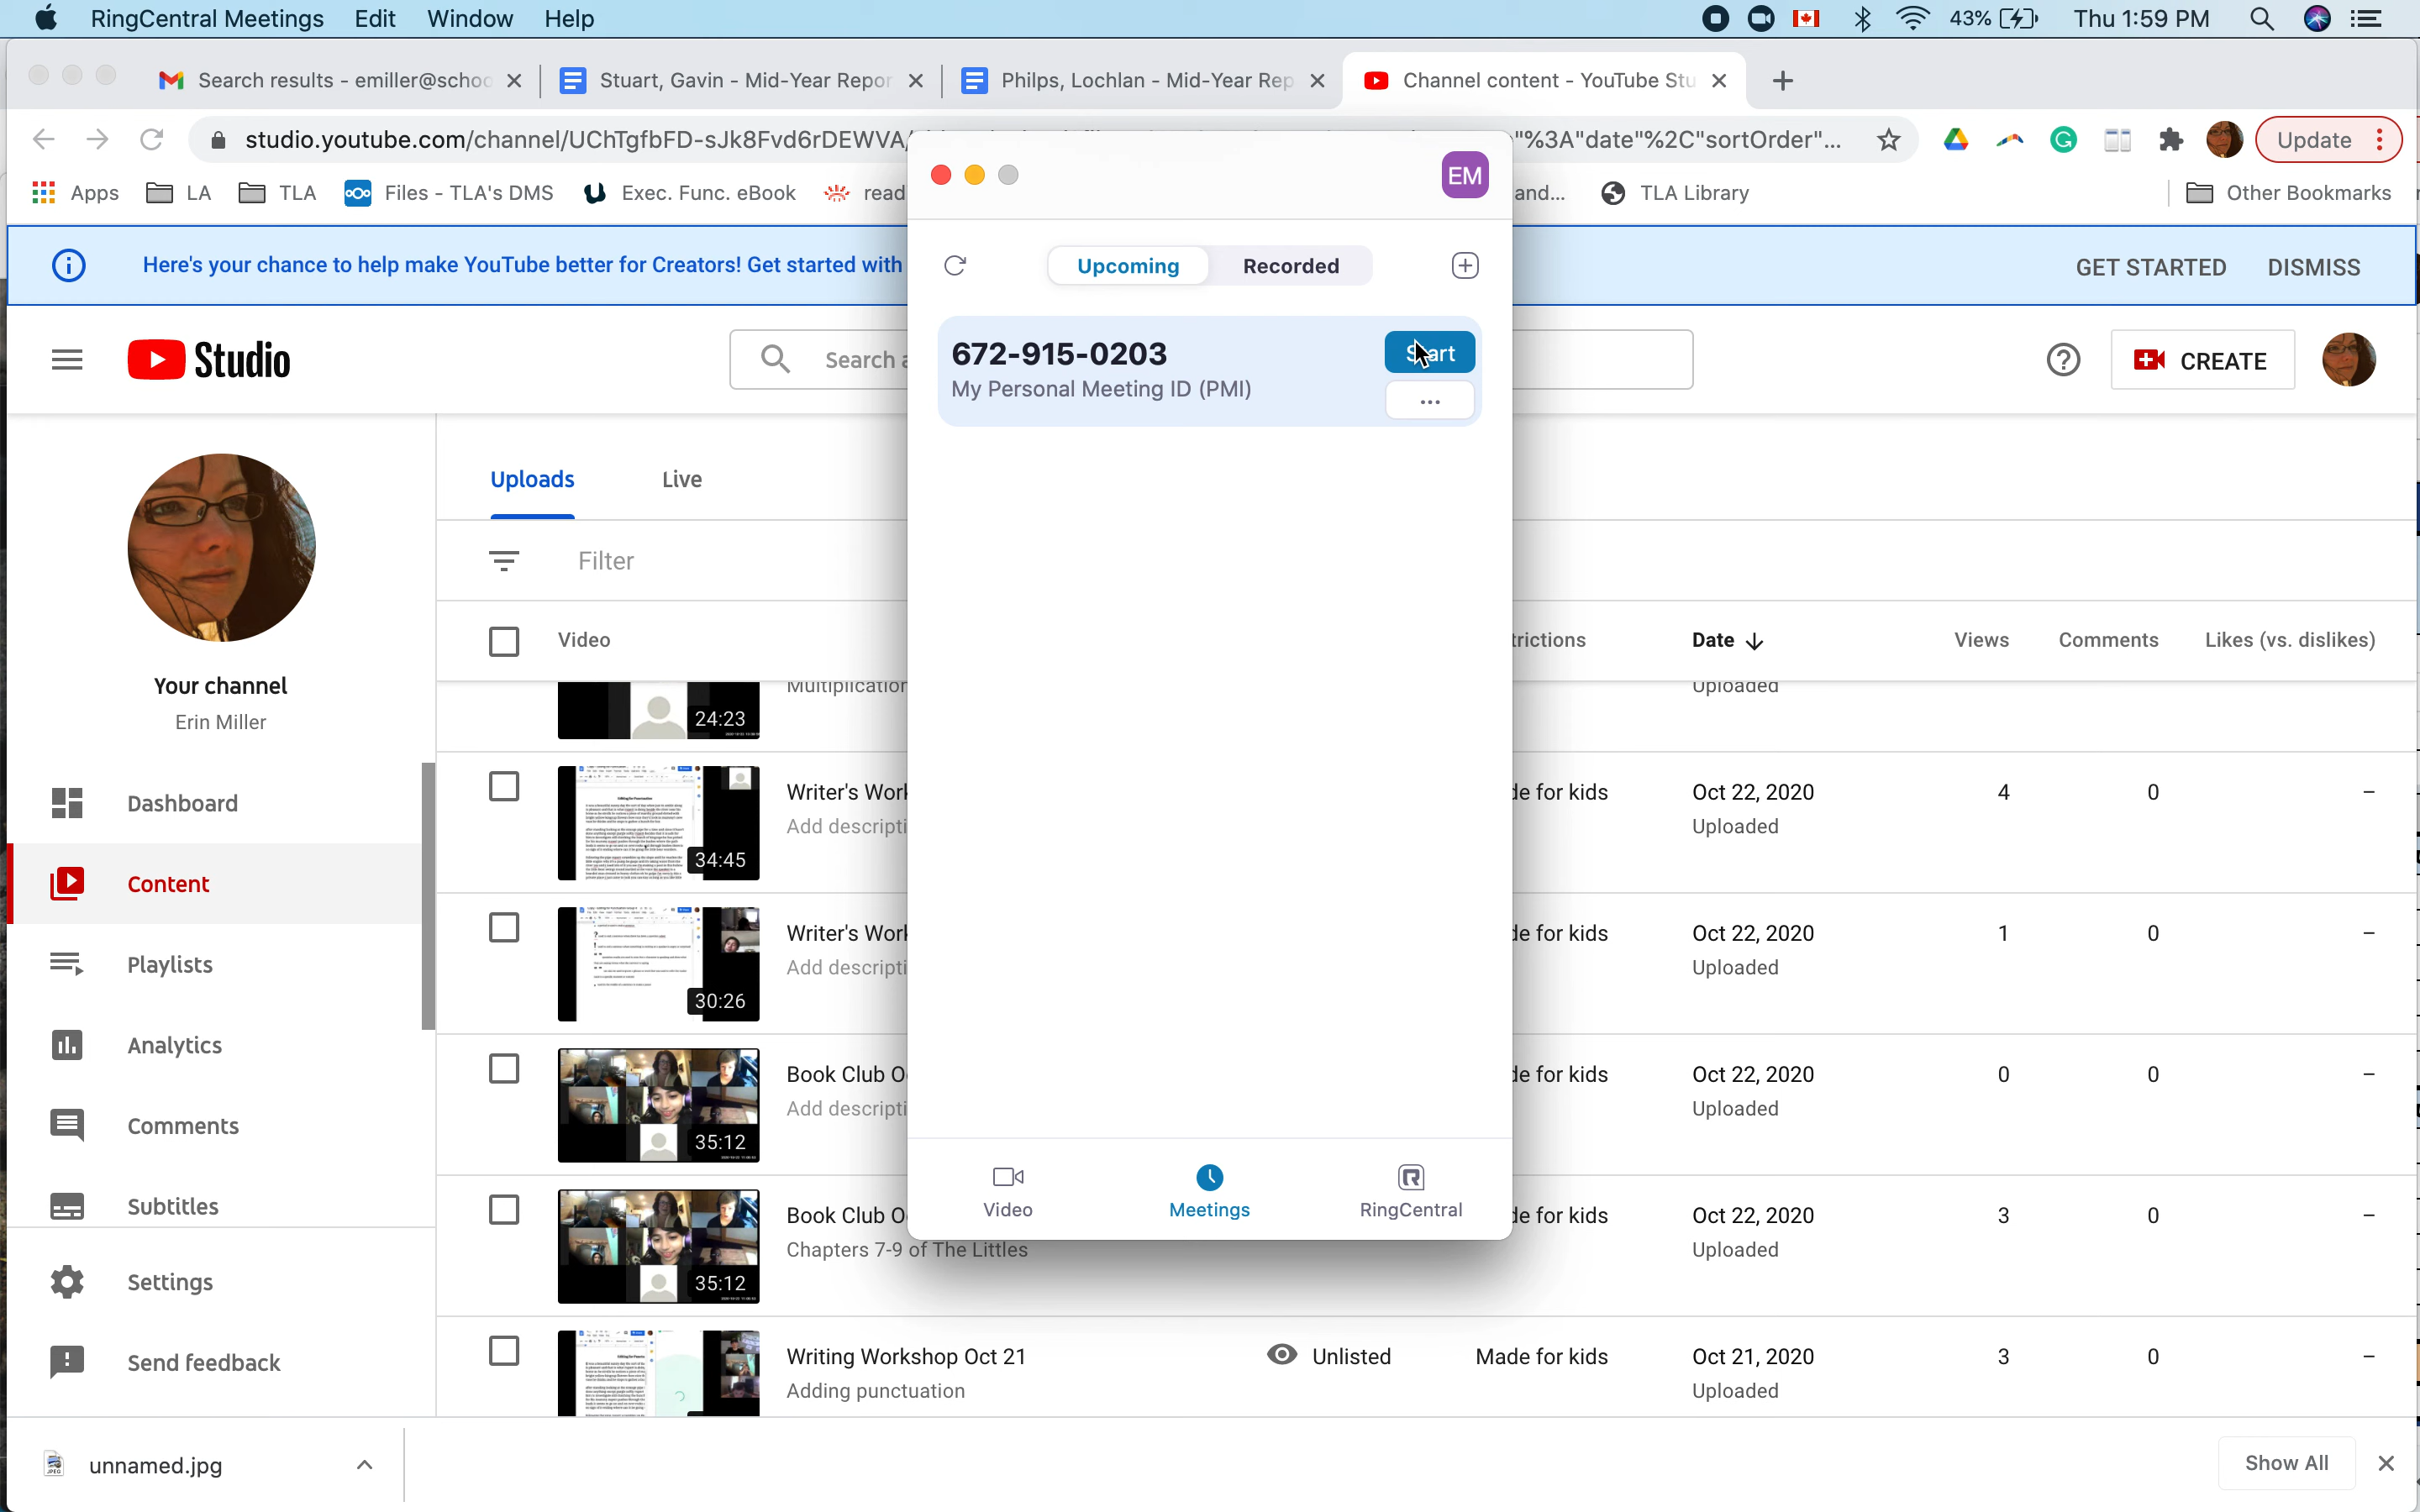 RingCentral Meetings Edit Window Help 43% Thu 1:59 PM
Search results - emiller@schoo Stuart, Gavin - Mid-Year Repor Philps, Lochlan - Mid-Year Rep Channel content - YouTube Stu
studio.youtube.com/channel/UChTgfbFD-sJk8Fvd6rDEWVA/ "%3A"date"%2C"sortOrder"... Update
Apps LA TLA Files - TLA's DMS Exec. Func. eBook read and... TLA Library Other Bookmarks
EM
Here's your chance to help make YouTube better for Creators! Get started with GET STARTED DISMISS
Upcoming Recorded
Studio Search a CREATE
672-915-0203 Start
My Personal Meeting ID (PMI)
...
Uploads Live
Filter
Video trictions Date Views Comments Likes (vs. dislikes)
Your channel
Erin Miller
Dashboard
Content
Playlists
Analytics
Comments
Subtitles
Settings
Send feedback
24:23 Multiplication Uploaded
Writer's Work de for kids Oct 22, 2020 4 0 –
34:45 Add descripti Uploaded
Writer's Work de for kids Oct 22, 2020 1 0 –
30:26 Add descripti Uploaded
Book Club O de for kids Oct 22, 2020 0 0 –
35:12 Add descripti Uploaded
Book Club O de for kids Oct 22, 2020 3 0 –
35:12 Chapters 7-9 of The Littles Uploaded
Writing Workshop Oct 21 Unlisted Made for kids Oct 21, 2020 3 0 –
Adding punctuation Uploaded
Video Meetings RingCentral
unnamed.jpg Show All